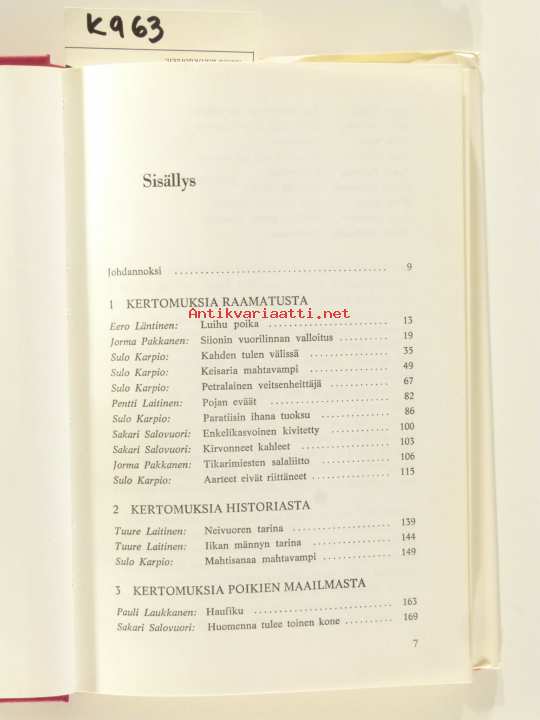 K963
Sisällys
Johdannoksi ........ 9
1 KERTOMUKSIA RAAMATUSTA
Antikvariaatti.net
Eero Läntinen: Luihu poika ........ 13
Jorma Pakkanen: Siionin vuorilinnan valloitus ........ 19
Sulo Karpio: Kahden tulen välissä ........ 35
Sulo Karpio: Keisaria mahtavampi ........ 49
Sulo Karpio: Petralainen veitsenheittäjä ........ 67
Pentti Laitinen: Pojan eväät ........ 82
Sulo Karpio: Paratiisin ihana tuoksu ........ 86
Sakari Salovuori: Enkelikasvoinen kivitetty ........ 100
Sakari Salovuori: Kirvonneet kahleet ........ 103
Jorma Pakkanen: Tikarimiesten salaliitto ........ 106
Sulo Karpio: Aarteet eivät riittäneet ........ 115
2 KERTOMUKSIA HISTORIASTA
Tuure Laitinen: Neivuoren tarina ........ 139
Tuure Laitinen: Iikan männyn tarina ........ 144
Sulo Karpio: Mahtisanaa mahtavampi ........ 149
3 KERTOMUKSIA POIKIEN MAAILMASTA
Pauli Laukkanen: Haufiku ........ 163
Sakari Salovuori: Huomenna tulee toinen kone ........ 169
7